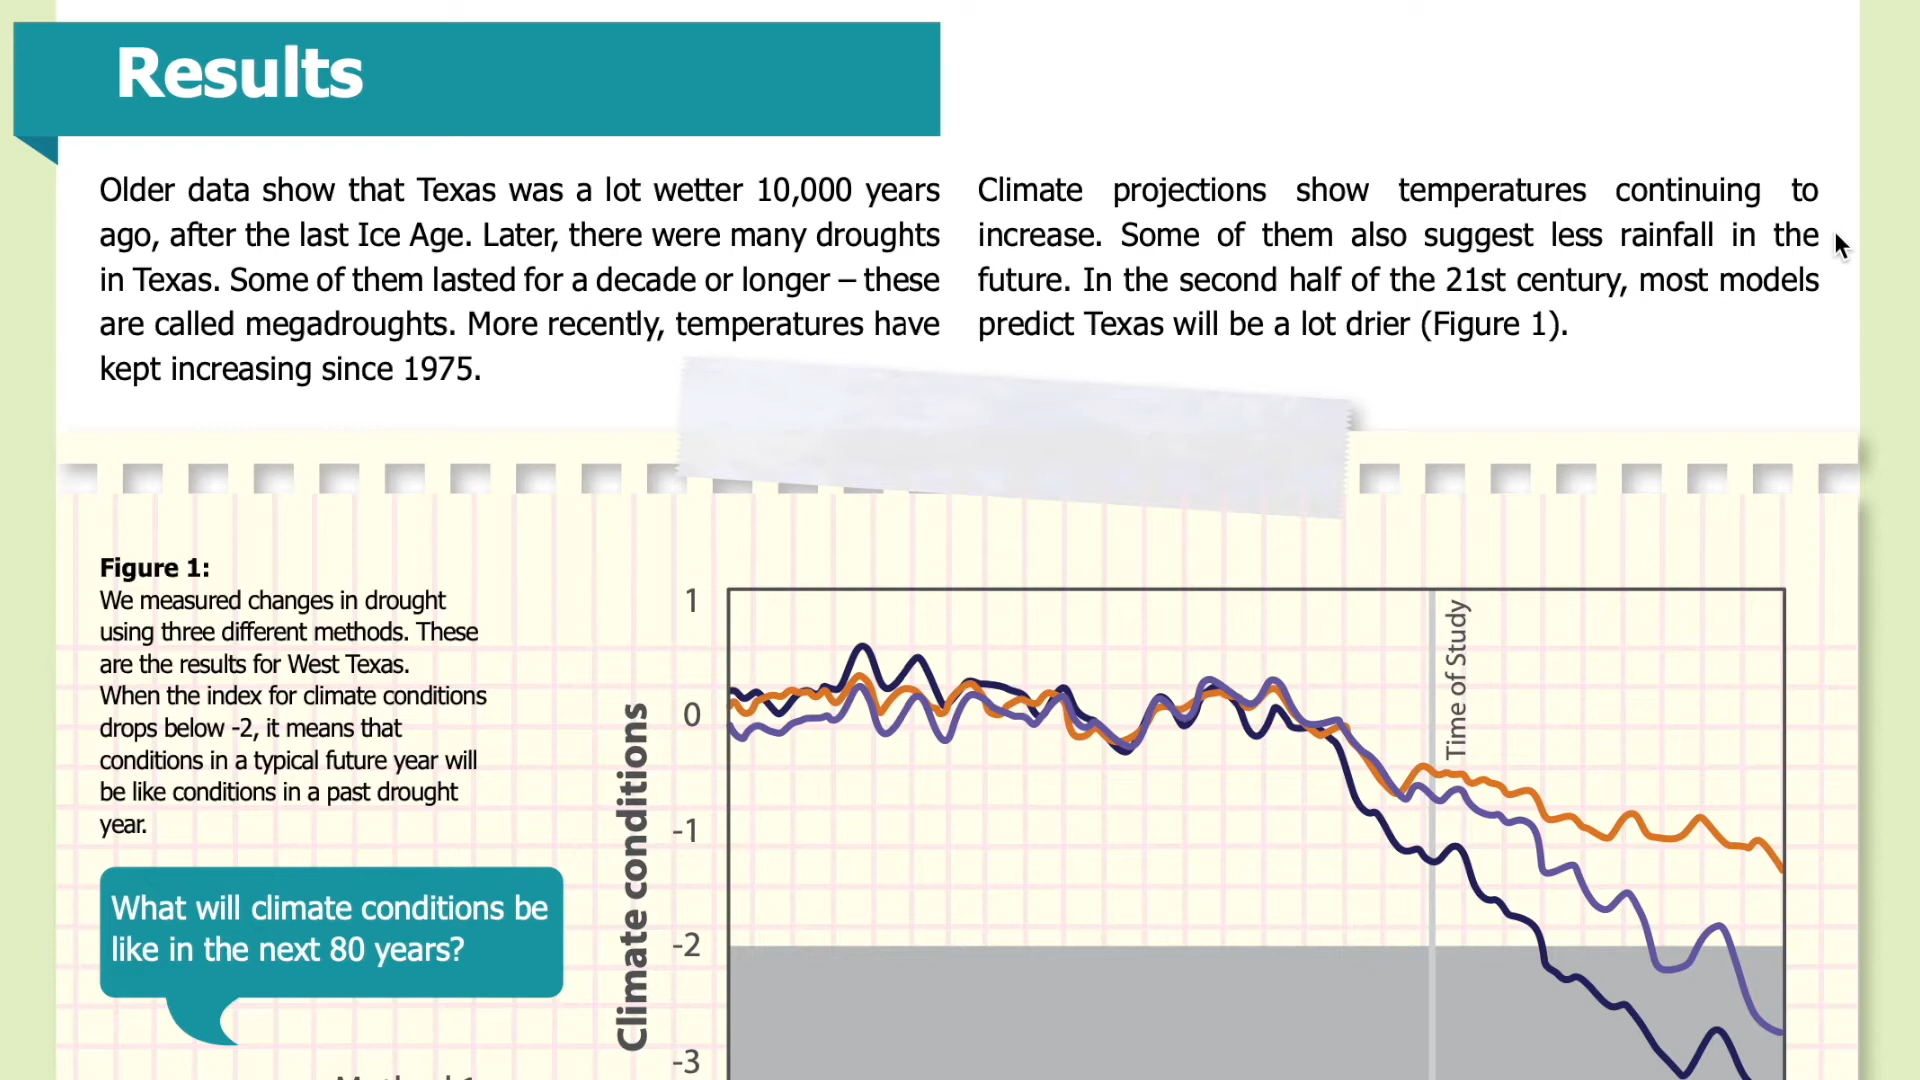 Results
Older data show that Texas was a lot wetter 10,000 years
ago, after the last Ice Age. Later, there were many droughts
in Texas. Some of them lasted for a decade or longer – these
are called megadroughts. More recently, temperatures have
kept increasing since 1975.
Climate projections show temperatures continuing to
increase. Some of them also suggest less rainfall in the
future. In the second half of the 21st century, most models
predict Texas will be a lot drier (Figure 1).
Figure 1:
We measured changes in drought
using three different methods. These
are the results for West Texas.
When the index for climate conditions
drops below -2, it means that
conditions in a typical future year will
be like conditions in a past drought
year.
What will climate conditions be
like in the next 80 years?
Climate conditions
1
0
-1
-2
-3
Time of Study